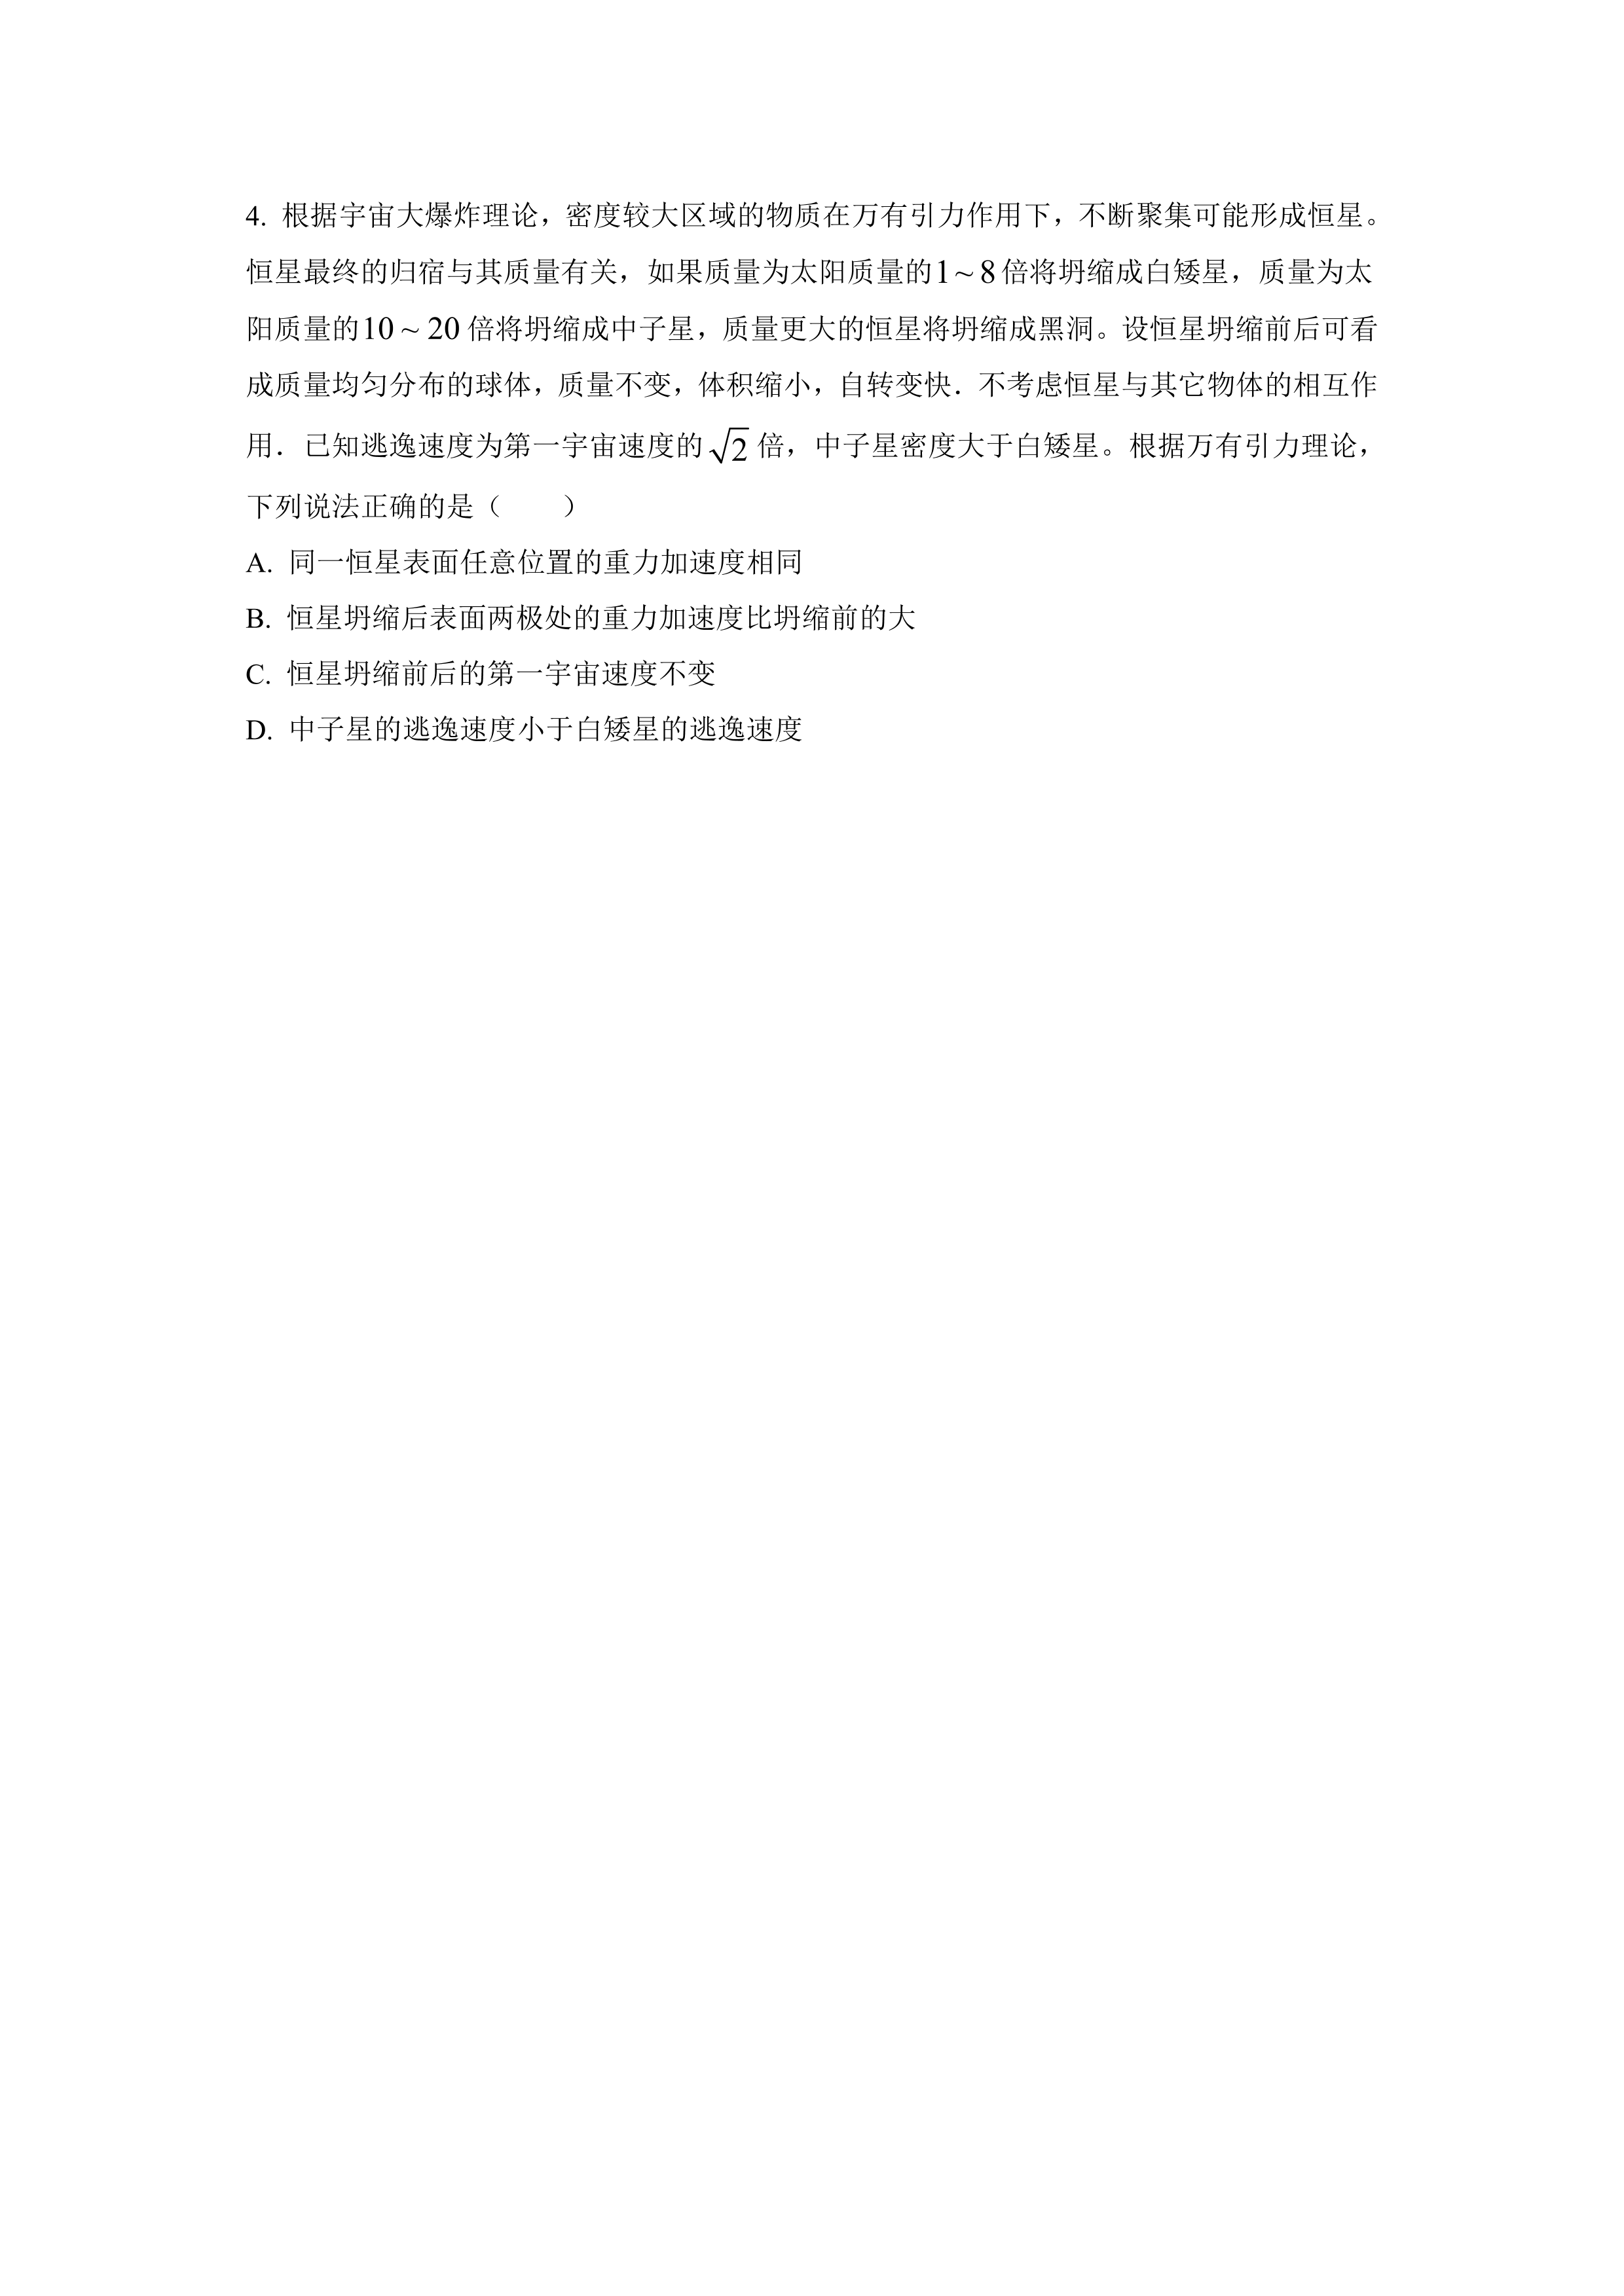 4. 根据宇宙大爆炸理论，密度较大区域的物质在万有引力作用下，不断聚集可能形成恒星。
恒星最终的归宿与其质量有关，如果质量为太阳质量的1~8倍将坍缩成白矮星，质量为太
阳质量的10~20倍将坍缩成中子星，质量更大的恒星将坍缩成黑洞。设恒星坍缩前后可看
成质量均匀分布的球体，质量不变，体积缩小，自转变快．不考虑恒星与其它物体的相互作
用．已知逃逸速度为第一宇宙速度的√2倍，中子星密度大于白矮星。根据万有引力理论，
下列说法正确的是（　　）
A. 同一恒星表面任意位置的重力加速度相同
B. 恒星坍缩后表面两极处的重力加速度比坍缩前的大
C. 恒星坍缩前后的第一宇宙速度不变
D. 中子星的逃逸速度小于白矮星的逃逸速度